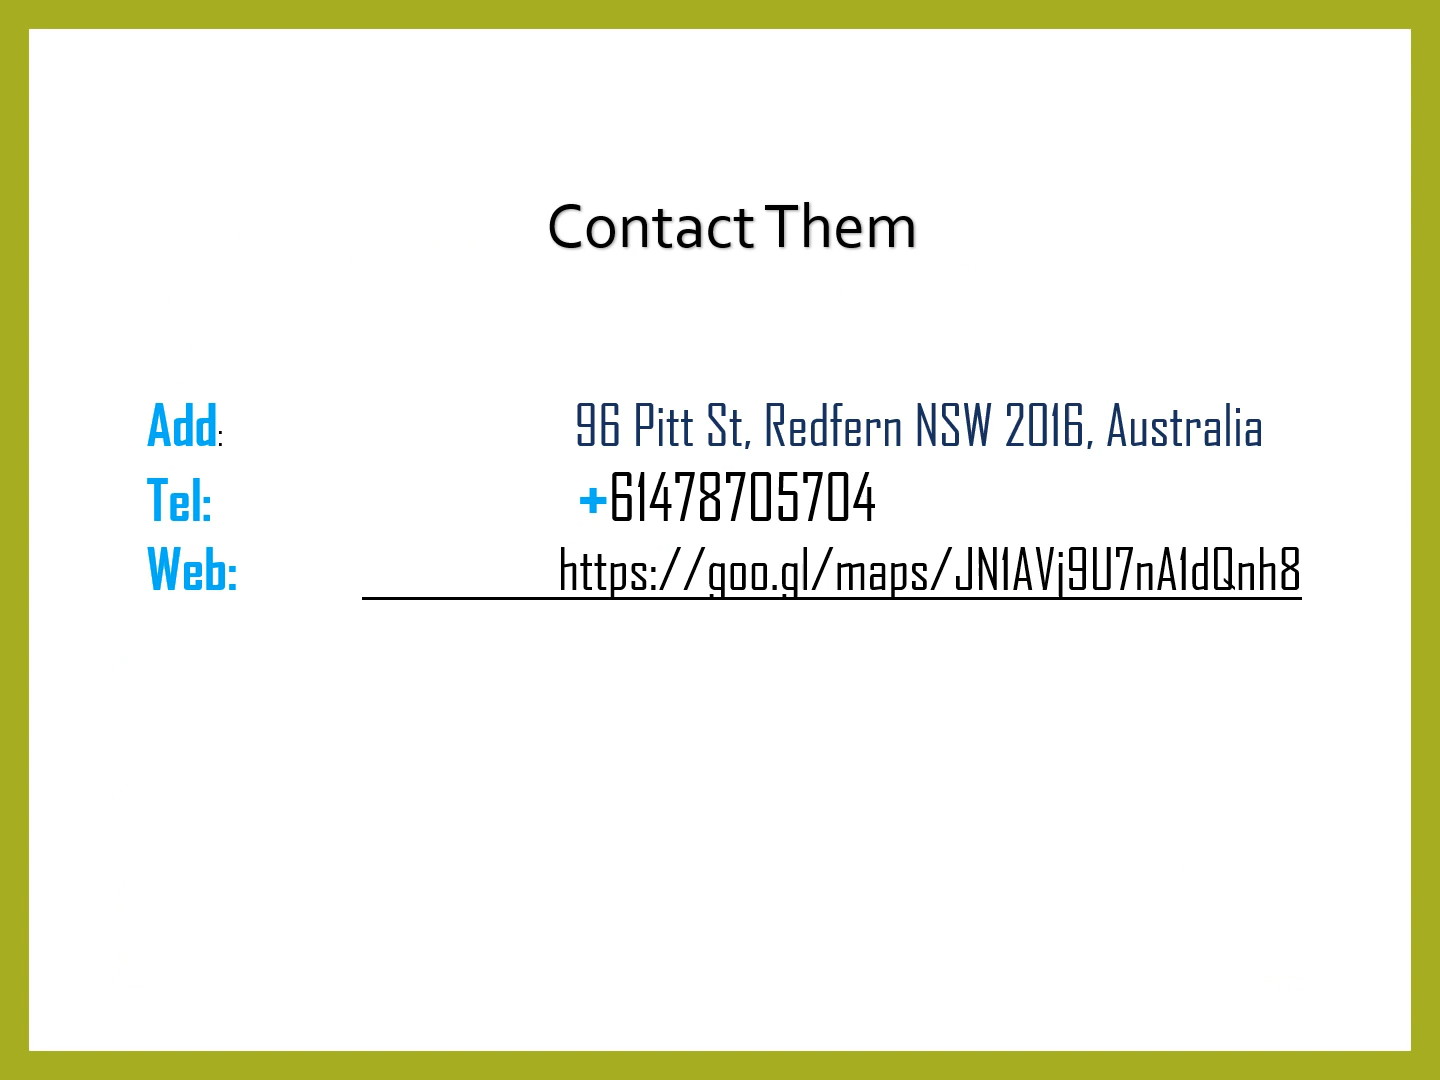 Contact Them
Add: 96 Pitt St, Redfern NSW 2016, Australia
Tel: +61478705704
Web: https://goo.gl/maps/JN1AVj9U7nA1dQnh8